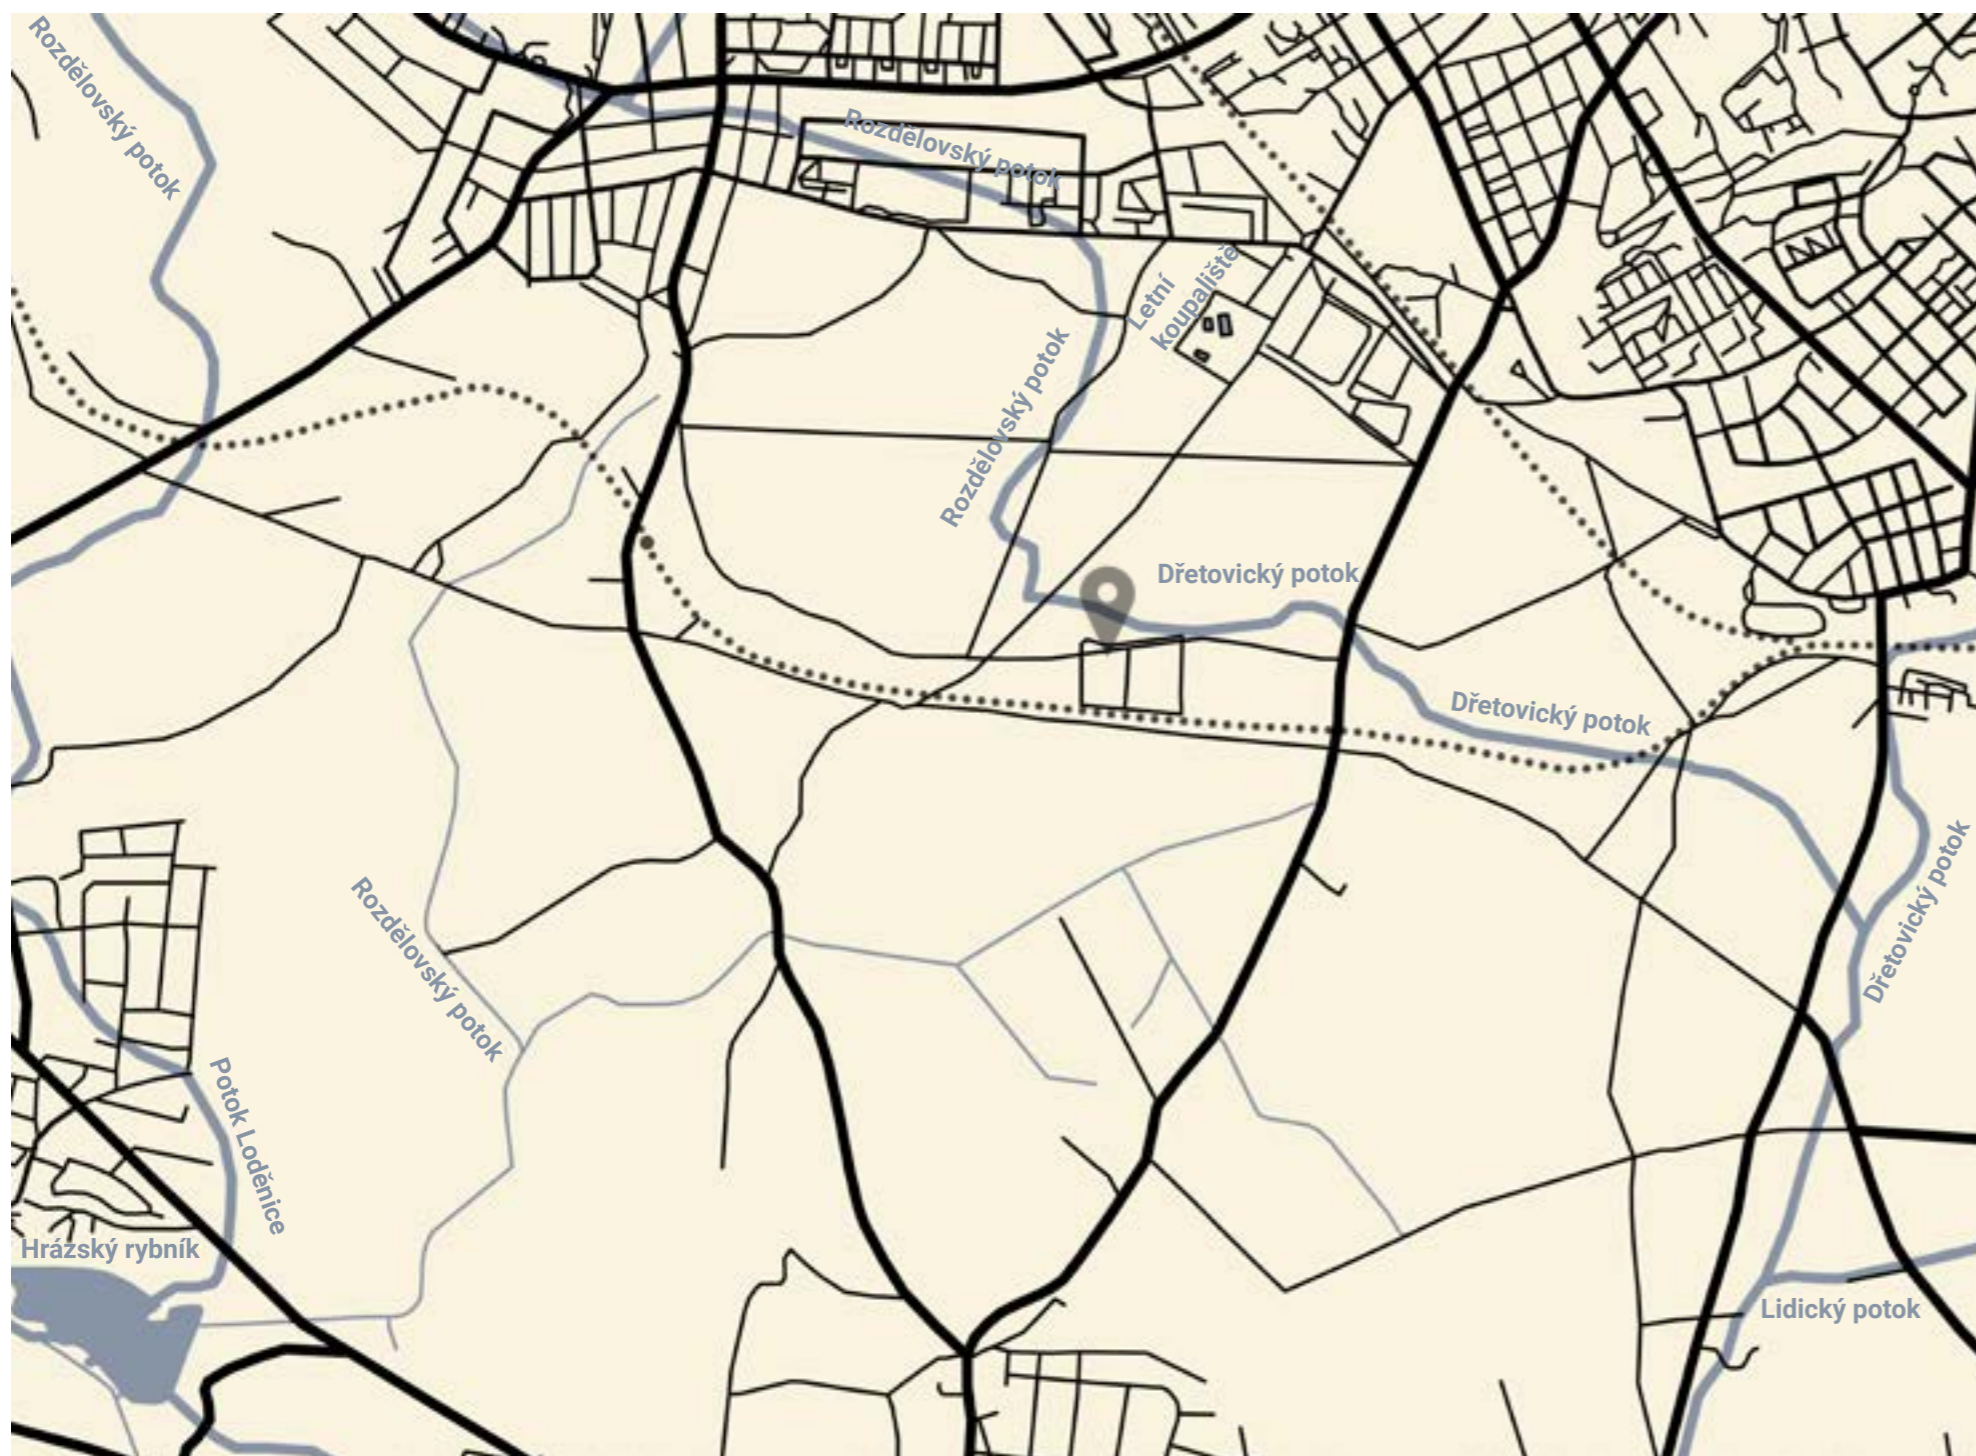 Rozdělovský potok
Rozdělovský potok
Letní
koupaliště
Rozdělovský potok
Dřetovický potok
Dřetovický potok
Dřetovický potok
Rozdělovský potok
Potok Loděnice
Hrázský rybník
Lidický potok